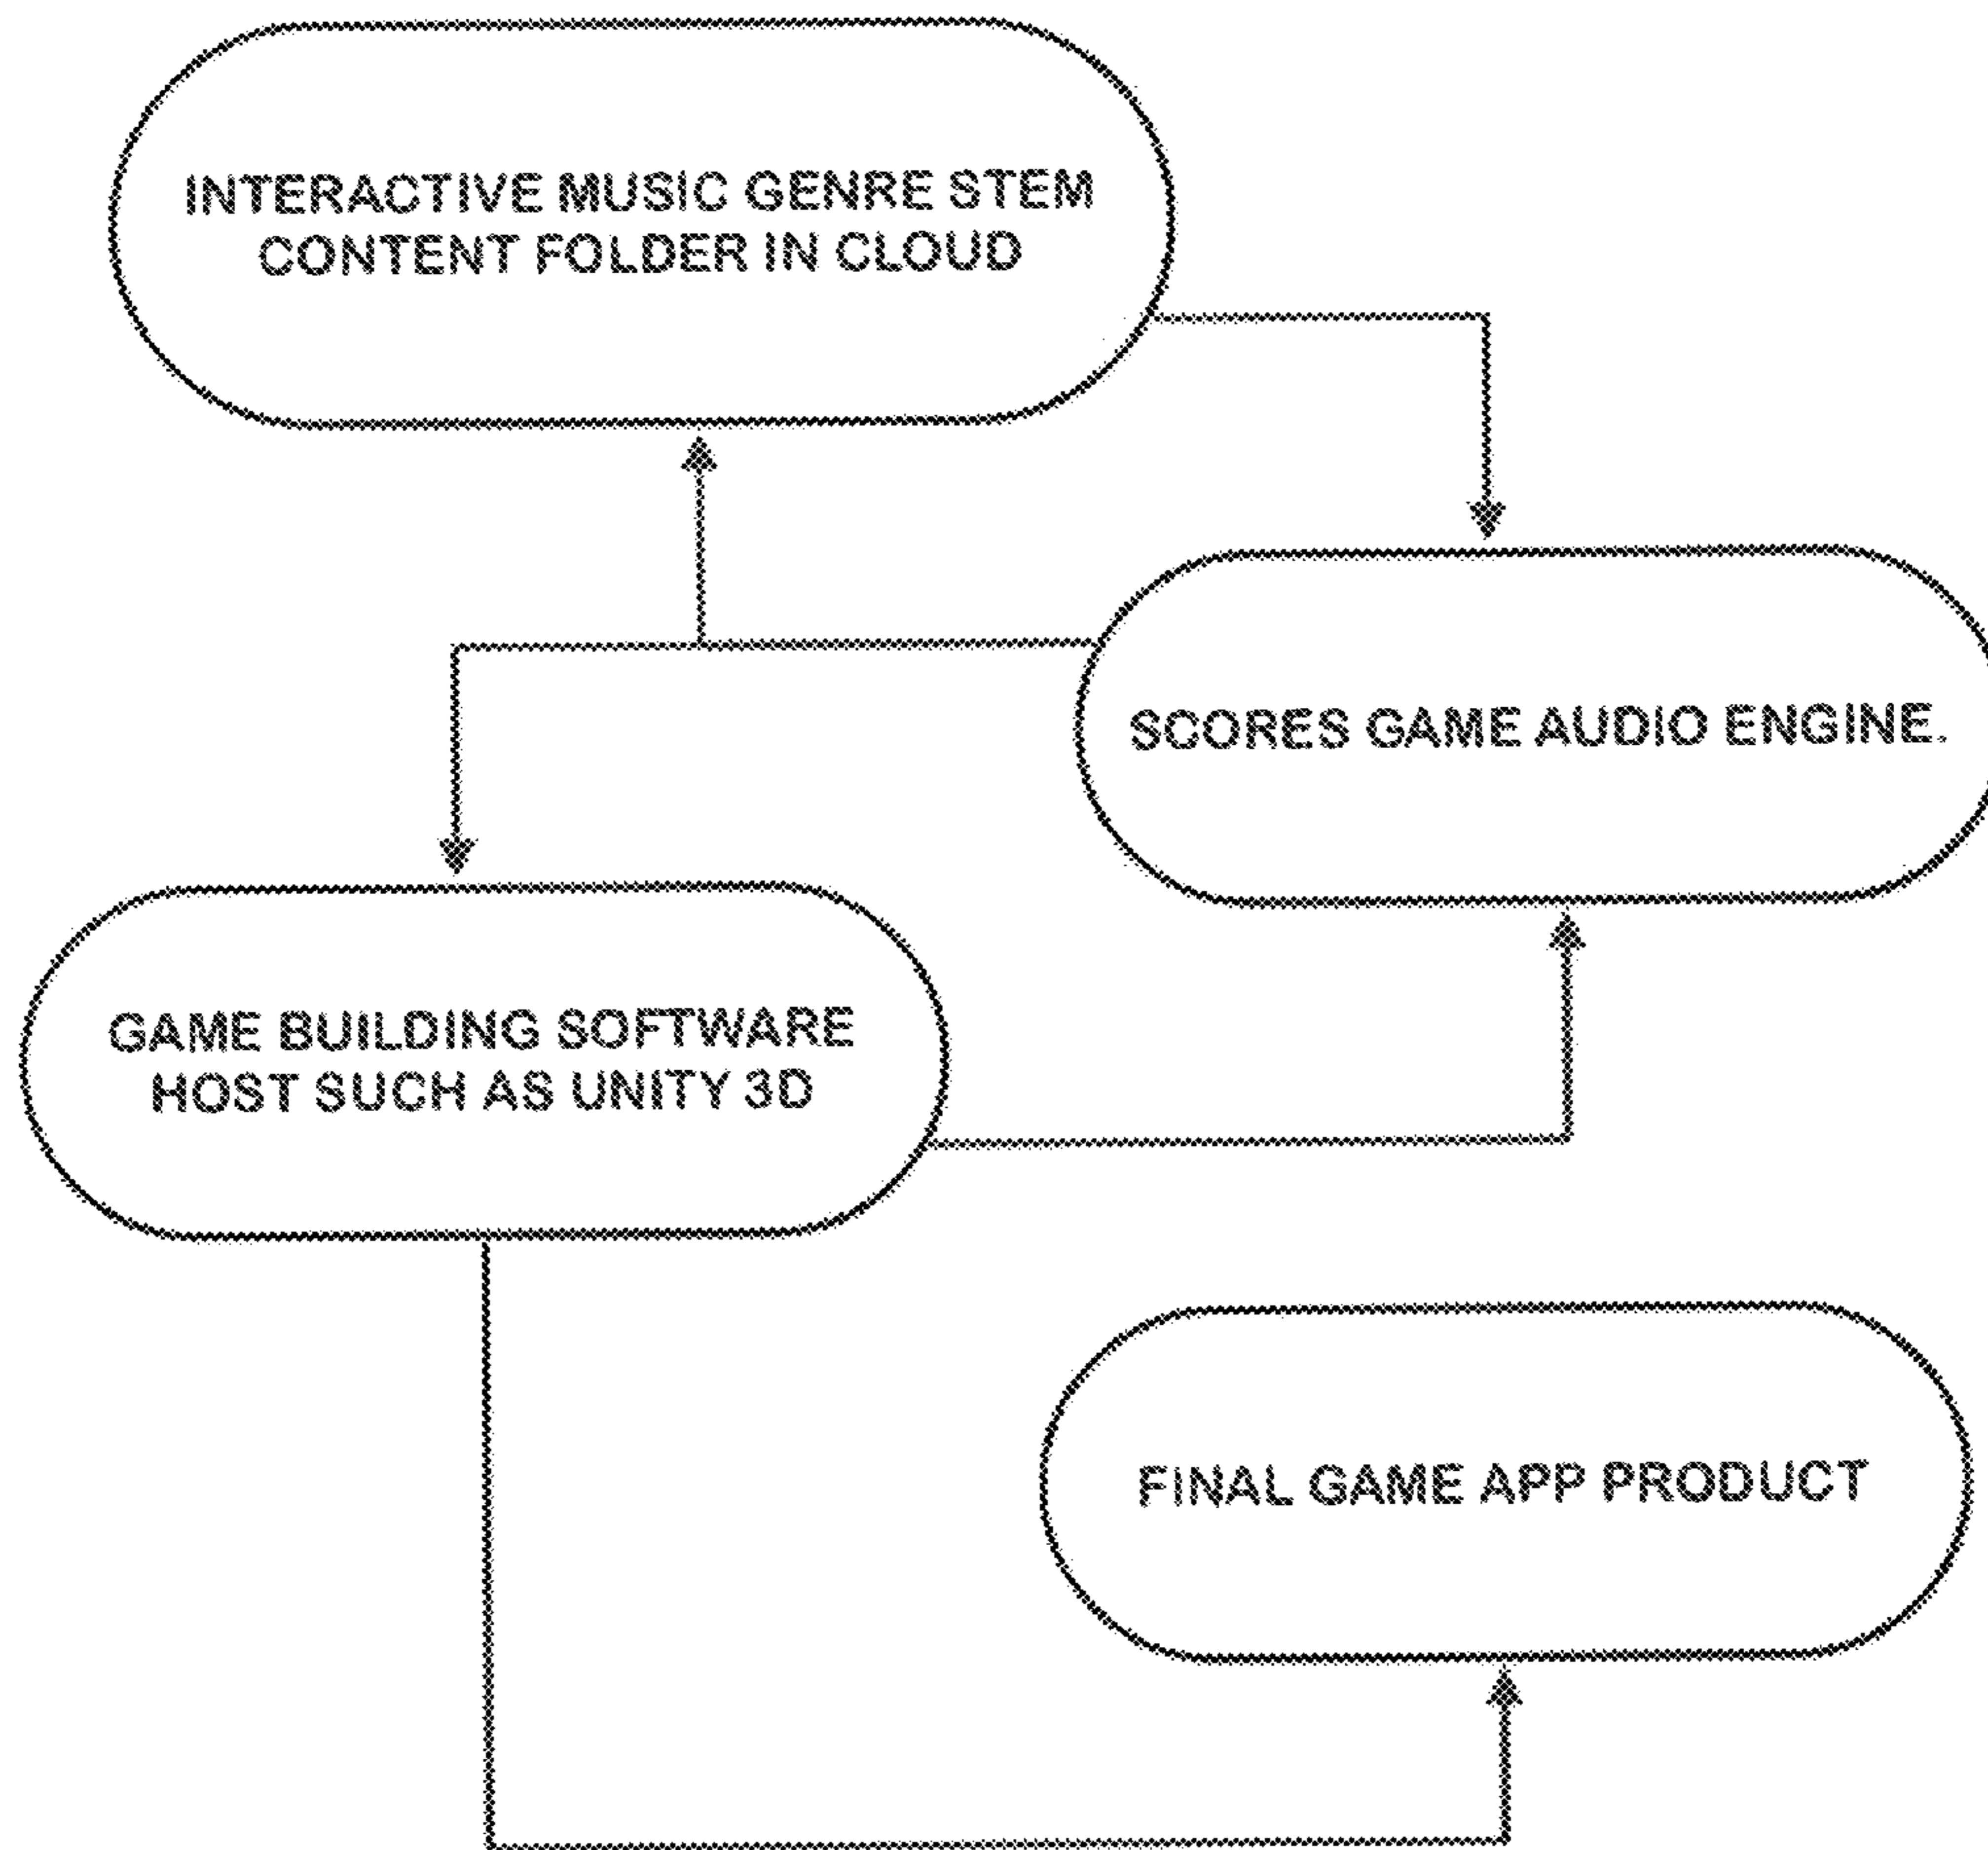 INTERACTIVE MUSIC GENRE STEM
CONTENT FOLDER IN CLOUD
SCORES GAME AUDIO ENGINE.
GAME BUILDING SOFTWARE
HOST SUCH AS UNITY 3D
FINAL GAME APP PRODUCT